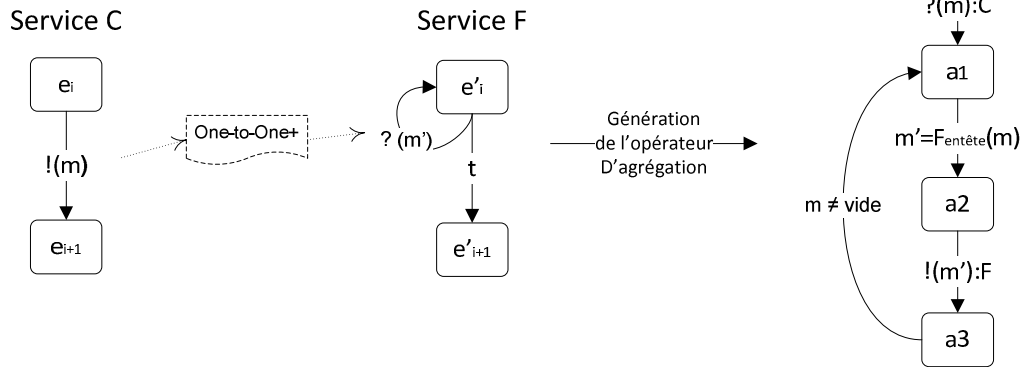 Service C
Service F
?(m):C
ei
e'i
a1
One-to-One+
? (m')
Génération
de l'opérateur
D'agrégation
m'=Fentête(m)
!(m)
t
m ≠ vide
a2
ei+1
e'i+1
!(m'):F
a3